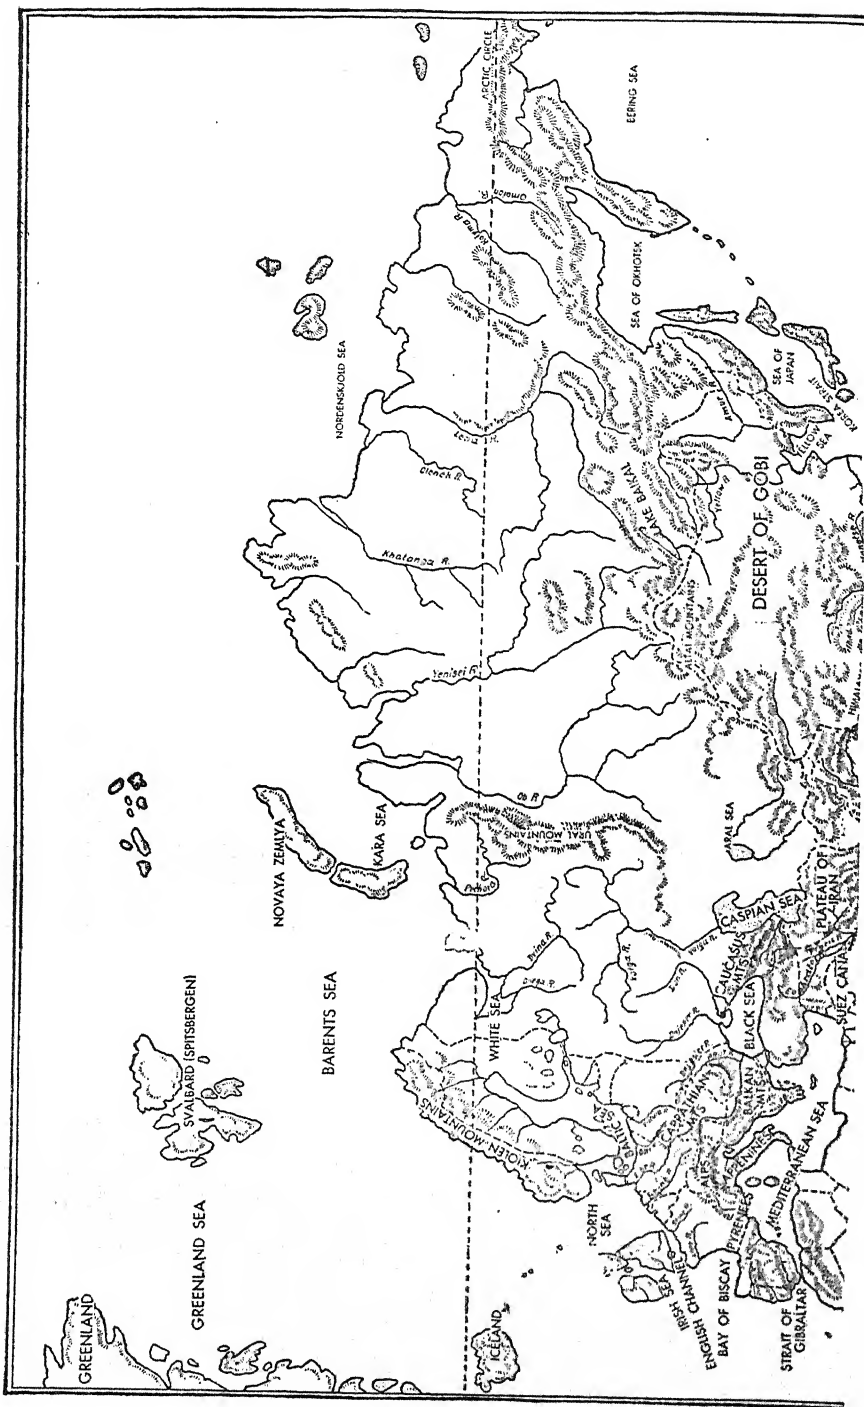 GREENLAND
GREENLAND SEA
SVALBARD (SPITSBERGEN)
BARENTS SEA
NOVAYA ZEMLYA
KARA SEA
NORDENSKJOLD SEA
ARCTIC CIRCLE
BERING SEA
ICELAND
KIOLEN MOUNTAINS
WHITE SEA
Onega R.
Dvina R.
Pechora
URAL MOUNTAINS
Ob R.
Yenisei R.
Khatanga R.
Olenek R.
Kolyma R.
Omolon R.
SEA OF OKHOTSK
NORTH
SEA
BALTIC
SEA
IRISH SEA
ENGLISH CHANNEL
BAY OF BISCAY
STRAIT OF
GIBRALTAR
PYRENEES
ALPS
APPENINES
MEDITERRANEAN SEA
CARPATHIAN
MTS
BALKAN
MTS
Dnieper R.
Don R.
Volga R.
Volga R.
BLACK SEA
CAUCASUS
MTS
CASPIAN SEA
ARAL SEA
SUEZ CANAL
PLATEAU OF
IRAN
ALTAI MOUNTAINS
LAKE BAIKAL
DESERT OF GOBI
Amur R.
SEA OF
JAPAN
YELLOW
SEA
KOREA STRAIT